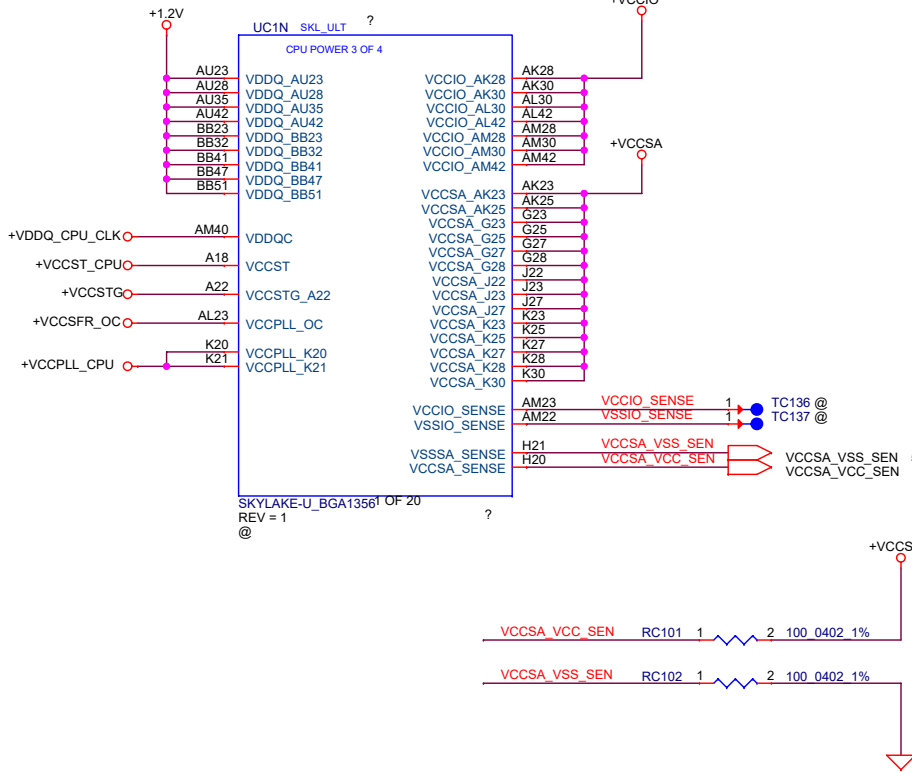 +1.2V
+VCCIO
UC1N SKL_ULT ?
CPU POWER 3 OF 4
AU23 VDDQ_AU23 VCCIO_AK28 AK28
AU28 VDDQ_AU28 VCCIO_AK30 AK30
AU35 VDDQ_AU35 VCCIO_AL30 AL30
AU42 VDDQ_AU42 VCCIO_AL42 AL42
BB23 VDDQ_BB23 VCCIO_AM28 AM28
BB32 VDDQ_BB32 VCCIO_AM30 AM30
BB41 VDDQ_BB41 VCCIO_AM42 AM42
+VCCSA
BB47 VDDQ_BB47
BB51 VDDQ_BB51 VCCSA_AK23 AK23
VCCSA_AK25 AK25
VCCSA_G23 G23
+VDDQ_CPU_CLK AM40 VDDQC VCCSA_G25 G25
VCCSA_G27 G27
+VCCST_CPU A18 VCCST VCCSA_G28 G28
VCCSA_J22 J22
+VCCSTG A22 VCCSTG_A22 VCCSA_J23 J23
VCCSA_J27 J27
+VCCSFR_OC AL23 VCCPLL_OC VCCSA_K23 K23
VCCSA_K25 K25
K20 VCCPLL_K20 VCCSA_K27 K27
+VCCPLL_CPU K21 VCCPLL_K21 VCCSA_K28 K28
VCCSA_K30 K30
VCCIO_SENSE AM23 VCCIO_SENSE 1 TC136 @
VSSIO_SENSE AM22 VSSIO_SENSE 1 TC137 @
VSSSA_SENSE H21 VCCSA_VSS_SEN VCCSA_VSS_SEN
VCCSA_SENSE H20 VCCSA_VCC_SEN VCCSA_VCC_SEN
SKYLAKE-U_BGA1356 1 OF 20
REV = 1 ?
@
+VCCS
VCCSA_VCC_SEN RC101 1 2 100_0402_1%
VCCSA_VSS_SEN RC102 1 2 100_0402_1%